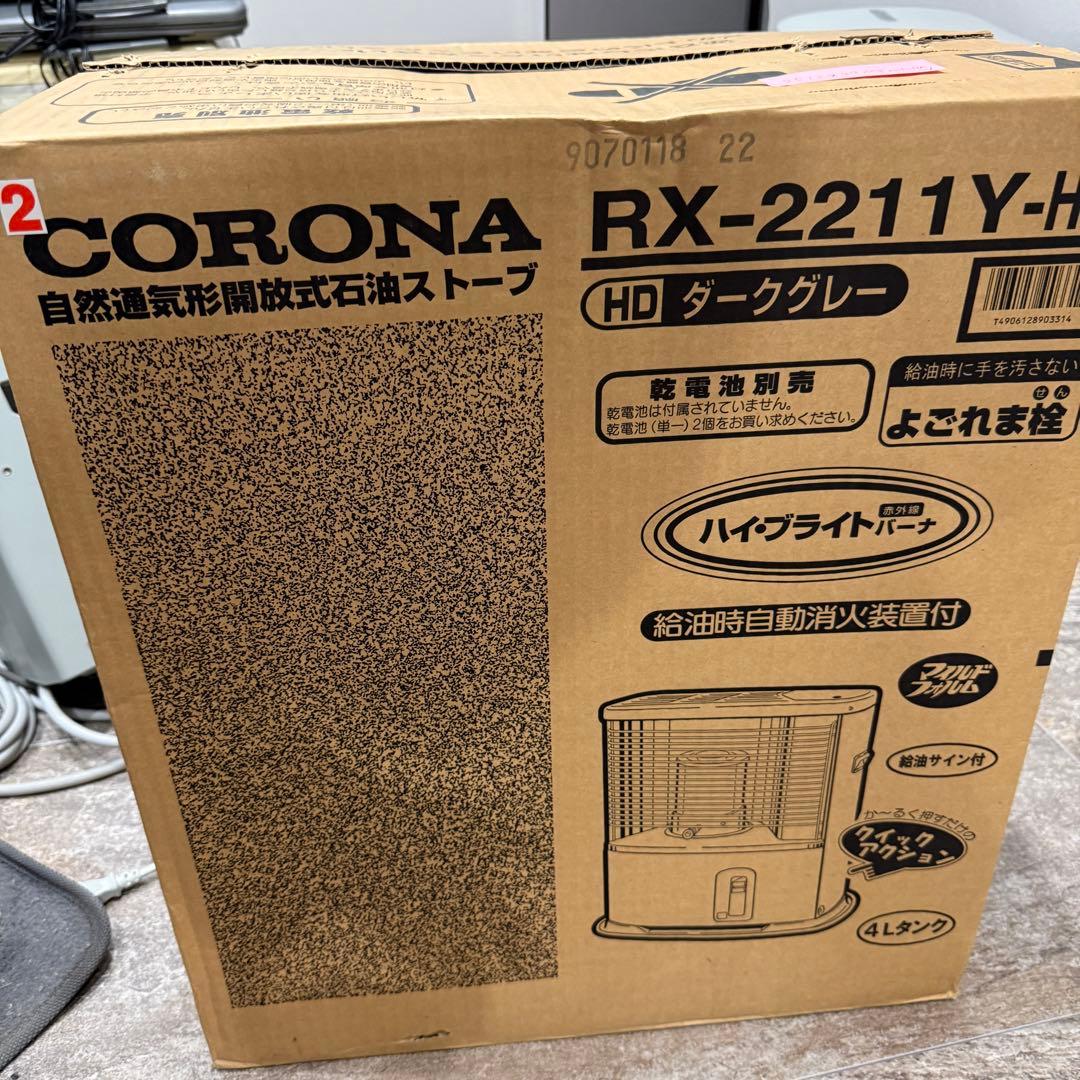 乾電池別売
9070118 22
2
CORONA
自然通気形開放式石油ストーブ
RX-2211Y-H
HD ダークグレー
T4906128903314
乾電池別売
乾電池は付属されていません。
乾電池(単一)2個をお買い求めください。
給油時に手を汚さない
せん
よごれま栓
赤外線
ハイ・ブライトバーナ
給油時自動消火装置付
マイルド
フォルム
給油サイン付
か〜るく押すだけの
クイック
アクション
4Lタンク